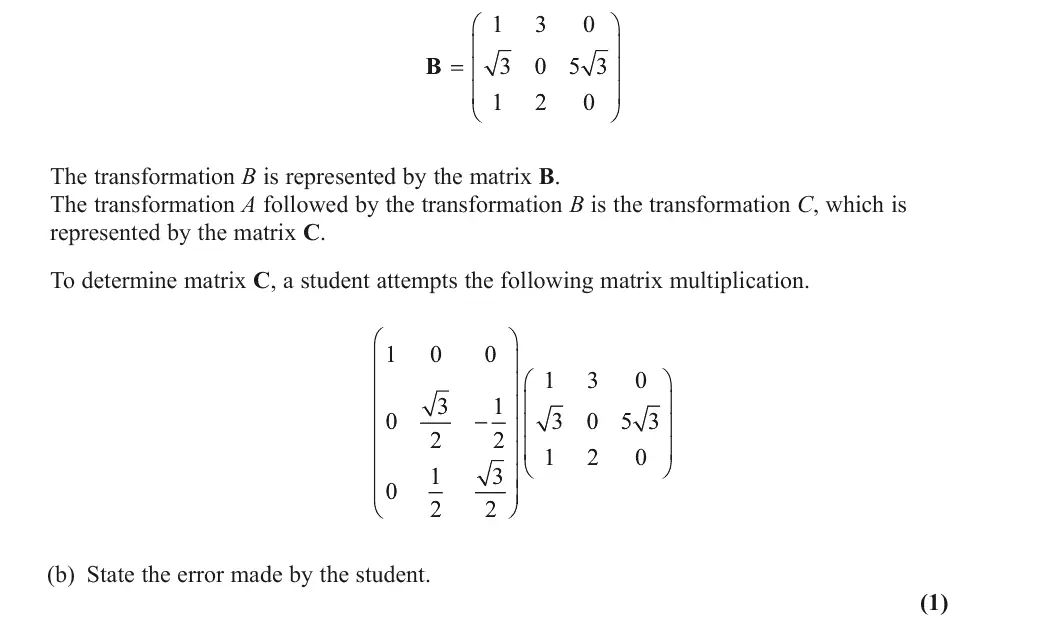 B = ( 1 3 0
√3 0 5√3
1 2 0 )
The transformation B is represented by the matrix B.
The transformation A followed by the transformation B is the transformation C, which is
represented by the matrix C.
To determine matrix C, a student attempts the following matrix multiplication.
( 1 0 0
0 √3/2 -1/2
0 1/2 √3/2 ) ( 1 3 0
√3 0 5√3
1 2 0 )
(b) State the error made by the student.
(1)